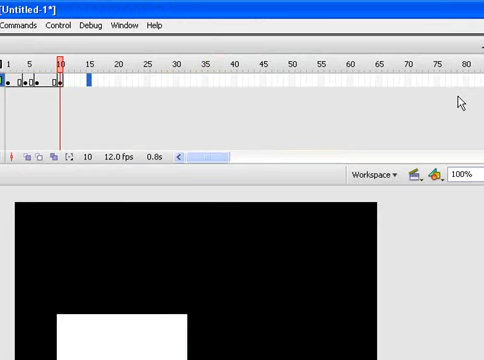 [Untitled-1*]
Commands Control Debug Window Help
1 5 10 15 20 25 30 35 40 45 50 55 60 65 70 75 80
10 12.0 fps 0.8s
Workspace 100%